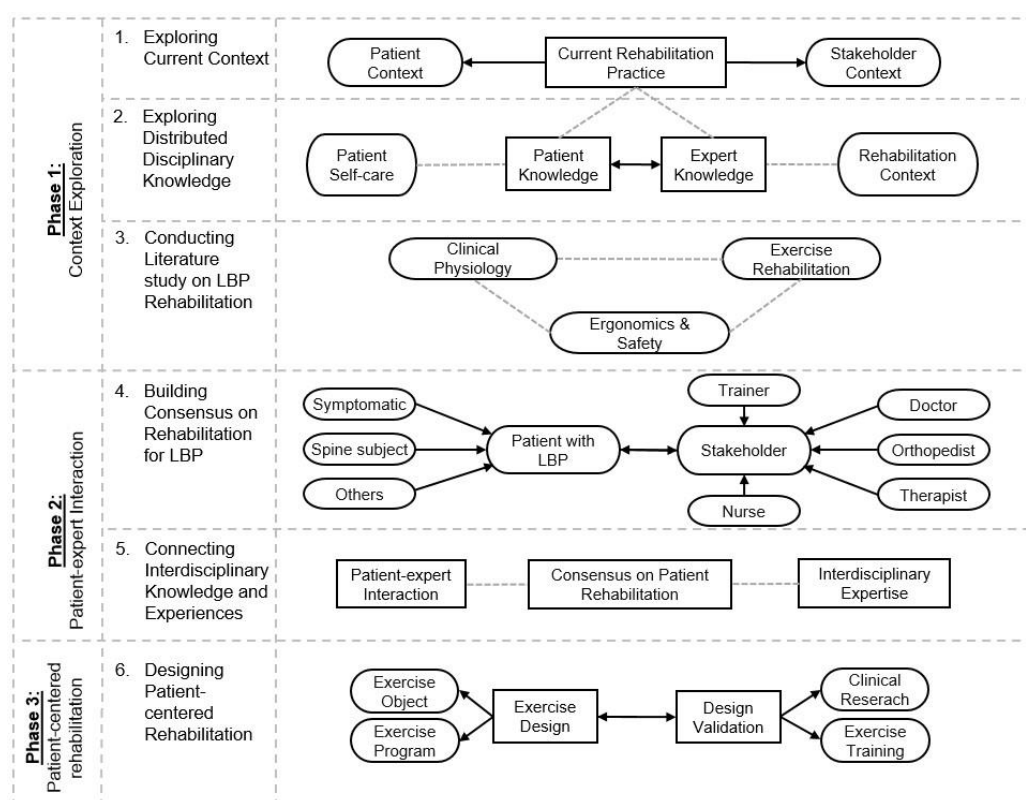 Phase 1:
Context Exploration
1. Exploring
Current Context
Patient
Context
Current Rehabilitation
Practice
Stakeholder
Context
2. Exploring
Distributed
Disciplinary
Knowledge
Patient
Self-care
Patient
Knowledge
Expert
Knowledge
Rehabilitation
Context
3. Conducting
Literature
study on LBP
Rehabilitation
Clinical
Physiology
Exercise
Rehabilitation
Ergonomics &
Safety
Phase 2:
Patient-expert Interaction
4. Building
Consensus on
Rehabilitation
for LBP
Symptomatic
Spine subject
Others
Patient with
LBP
Trainer
Stakeholder
Nurse
Doctor
Orthopedist
Therapist
5. Connecting
Interdisciplinary
Knowledge and
Experiences
Patient-expert
Interaction
Consensus on Patient
Rehabilitation
Interdisciplinary
Expertise
Phase 3:
Patient-centered
rehabilitation
6. Designing
Patient-
centered
Rehabilitation
Exercise
Object
Exercise
Program
Exercise
Design
Design
Validation
Clinical
Reserach
Exercise
Training